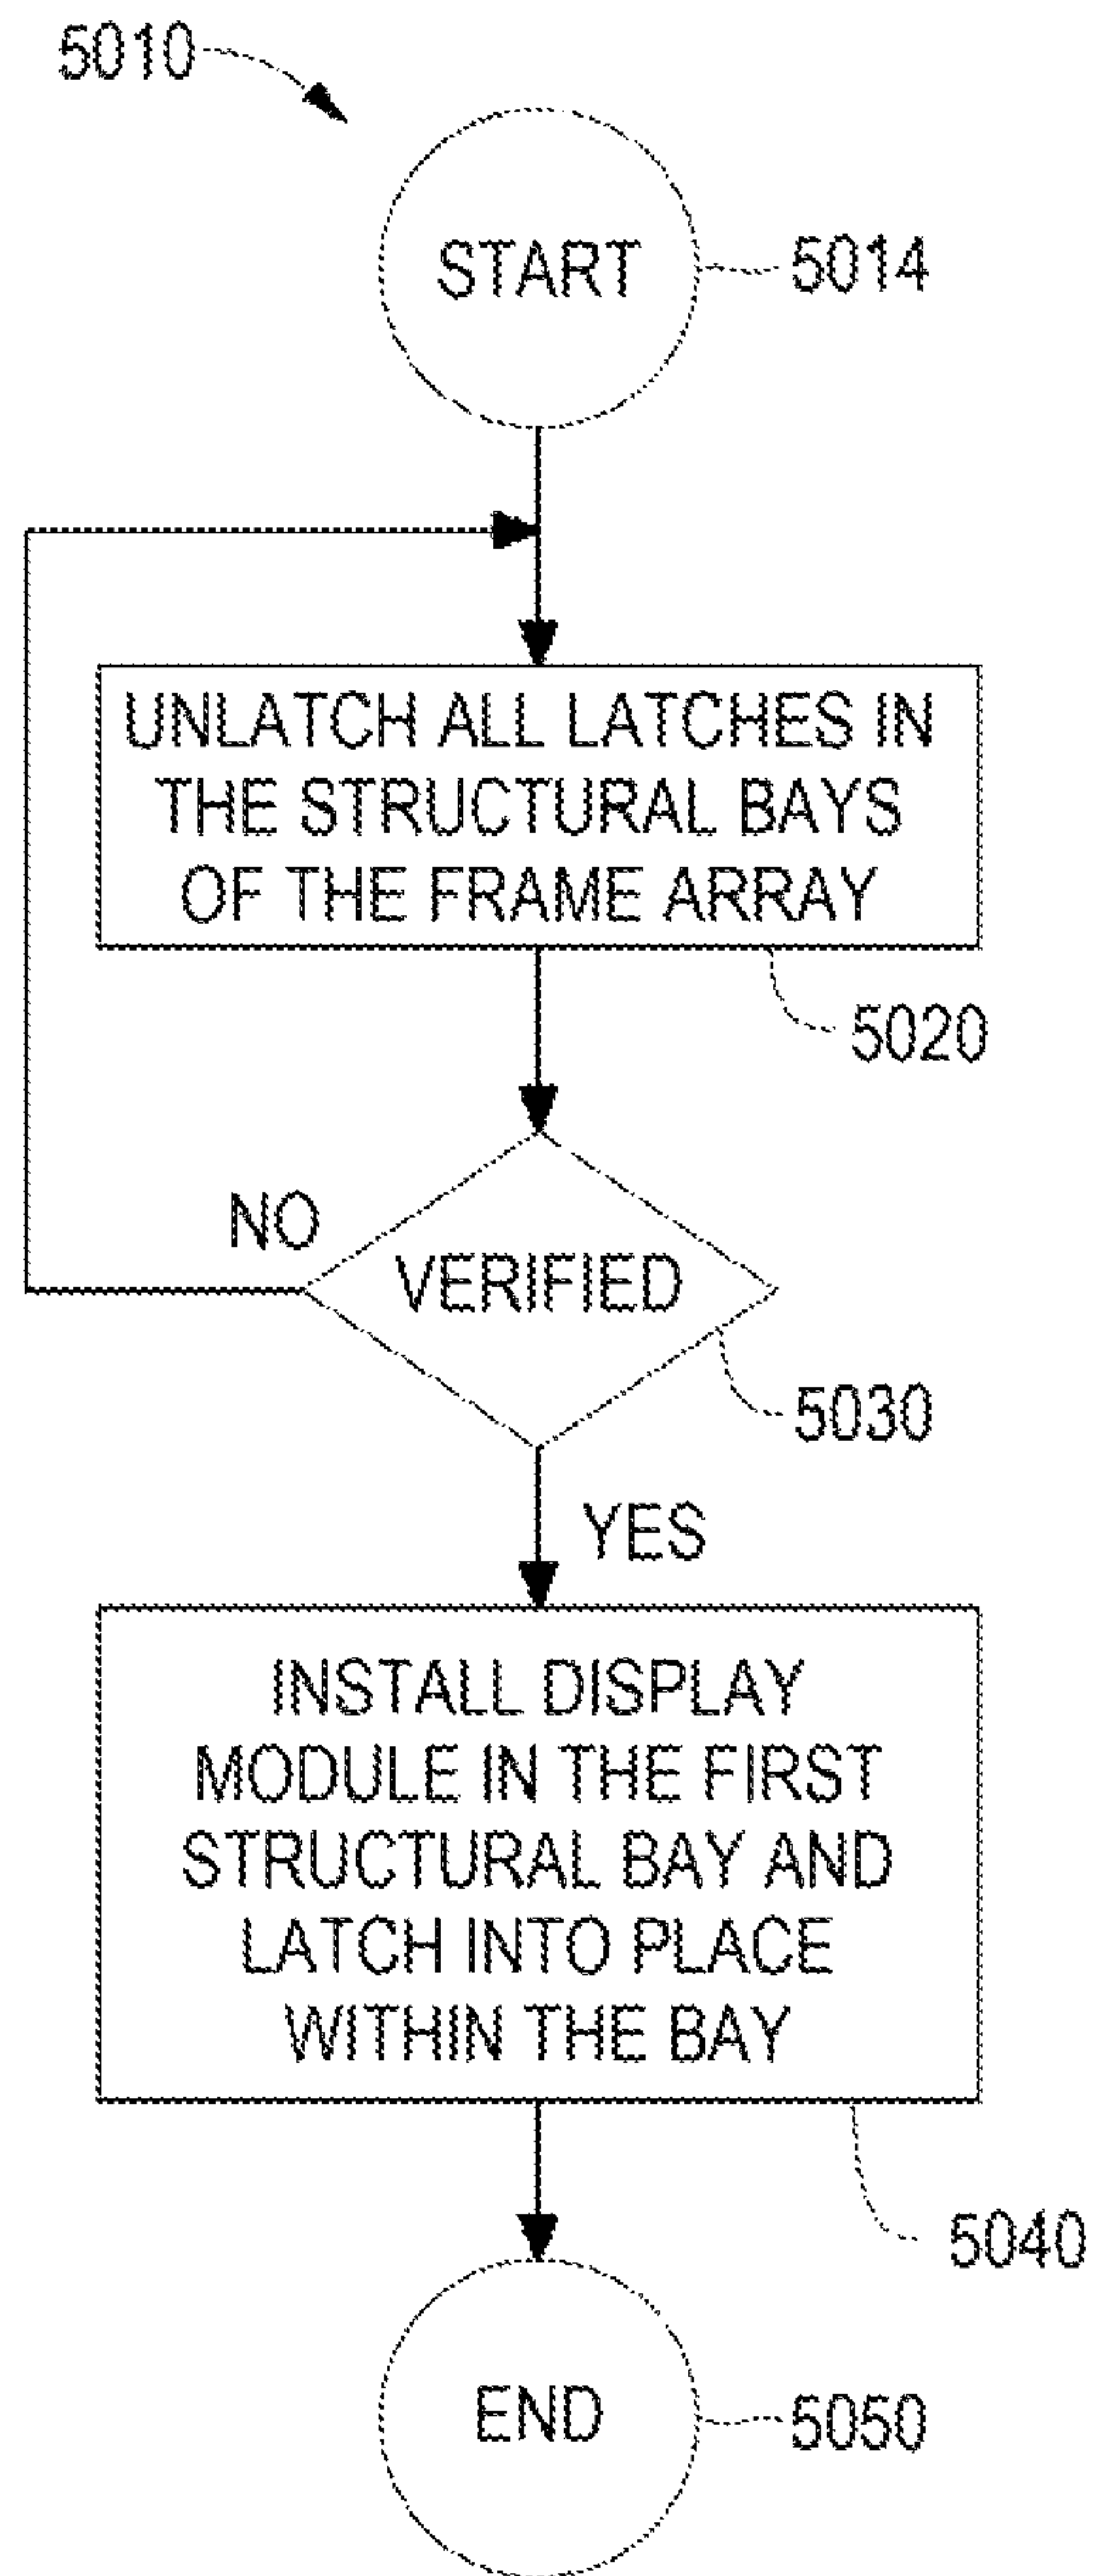 5010
START
5014
UNLATCH ALL LATCHES IN
THE STRUCTURAL BAYS
OF THE FRAME ARRAY
5020
NO
VERIFIED
5030
YES
INSTALL DISPLAY
MODULE IN THE FIRST
STRUCTURAL BAY AND
LATCH INTO PLACE
WITHIN THE BAY
5040
END
5050